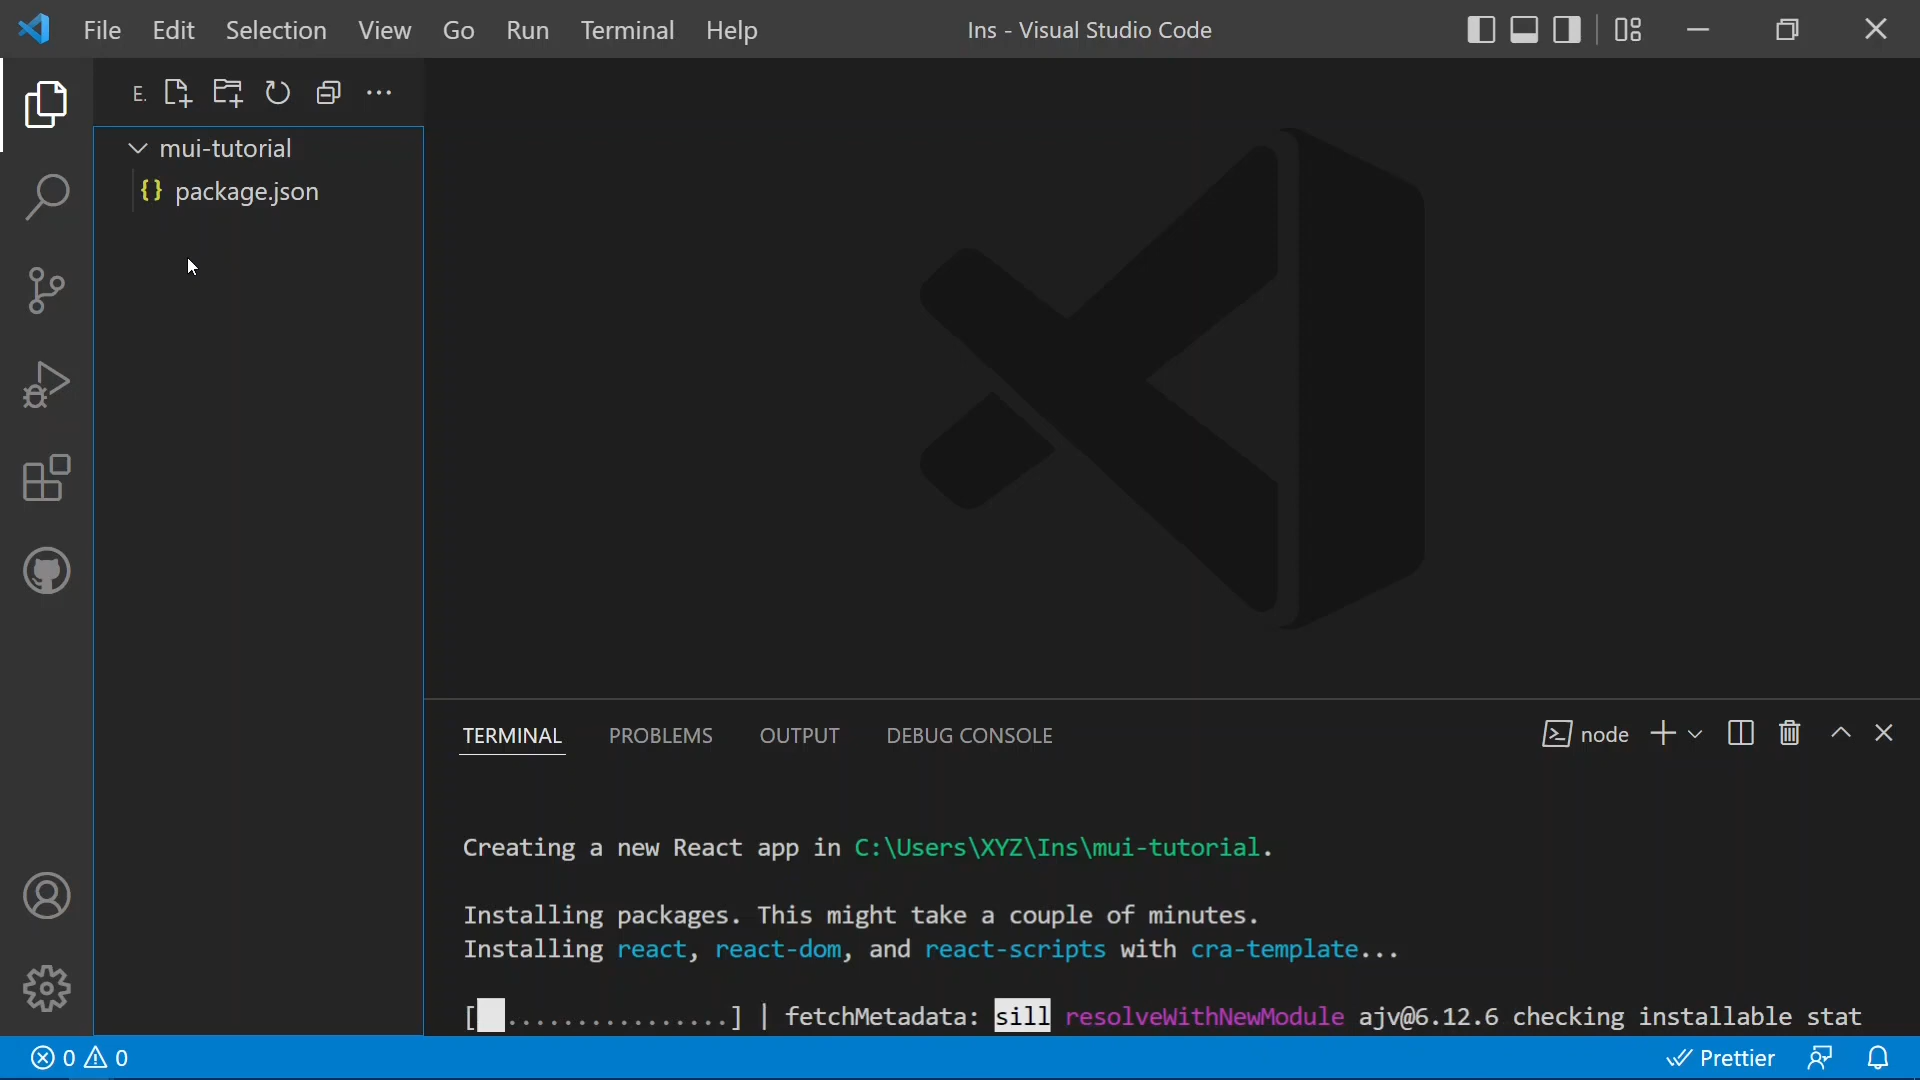 File Edit Selection View Go Run Terminal Help
Ins - Visual Studio Code
E.
mui-tutorial
{} package.json
TERMINAL PROBLEMS OUTPUT DEBUG CONSOLE
node
Creating a new React app in C:\Users\XYZ\Ins\mui-tutorial.
Installing packages. This might take a couple of minutes.
Installing react, react-dom, and react-scripts with cra-template...
[ ................] | fetchMetadata: sill resolveWithNewModule ajv@6.12.6 checking installable stat
0 0
Prettier